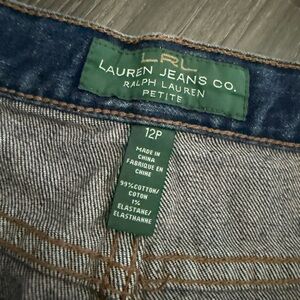 LRL
LAUREN JEANS CO.
RALPH LAUREN
PETITE
12P
MADE IN
CHINA
FABRIQUE EN
CHINE
99% COTTON/
COTON
1%
ELASTANE/
ELASTHANNE